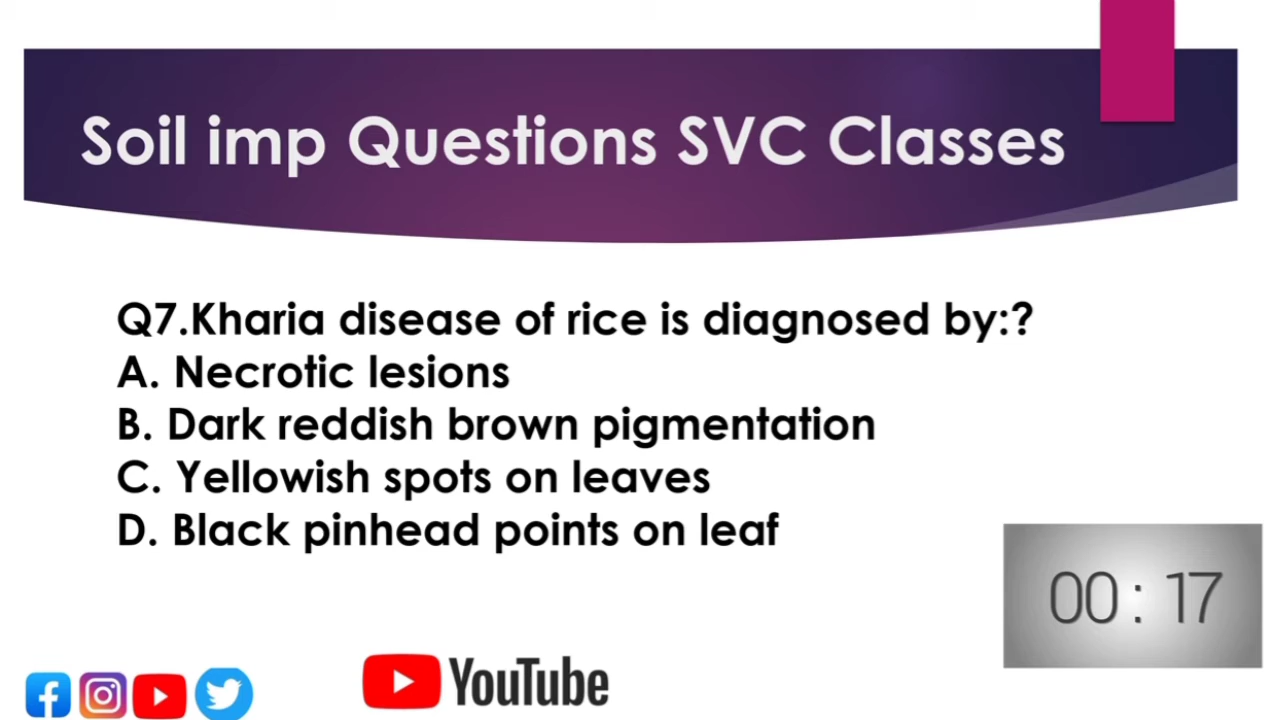 Soil imp Questions SVC Classes
Q7.Kharia disease of rice is diagnosed by:?
A. Necrotic lesions
B. Dark reddish brown pigmentation
C. Yellowish spots on leaves
D. Black pinhead points on leaf
00:17
YouTube